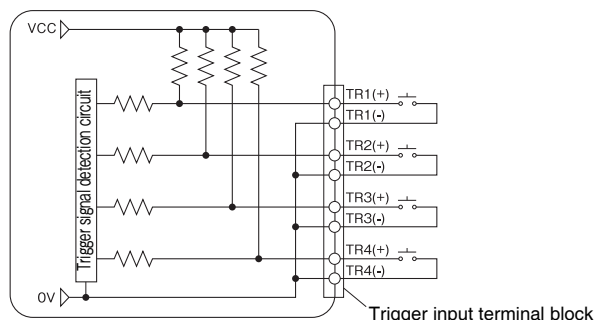 VCC
Trigger signal detection circuit
TR1(+)
TR1(-)
TR2(+)
TR2(-)
TR3(+)
TR3(-)
TR4(+)
TR4(-)
0V
Trigger input terminal block